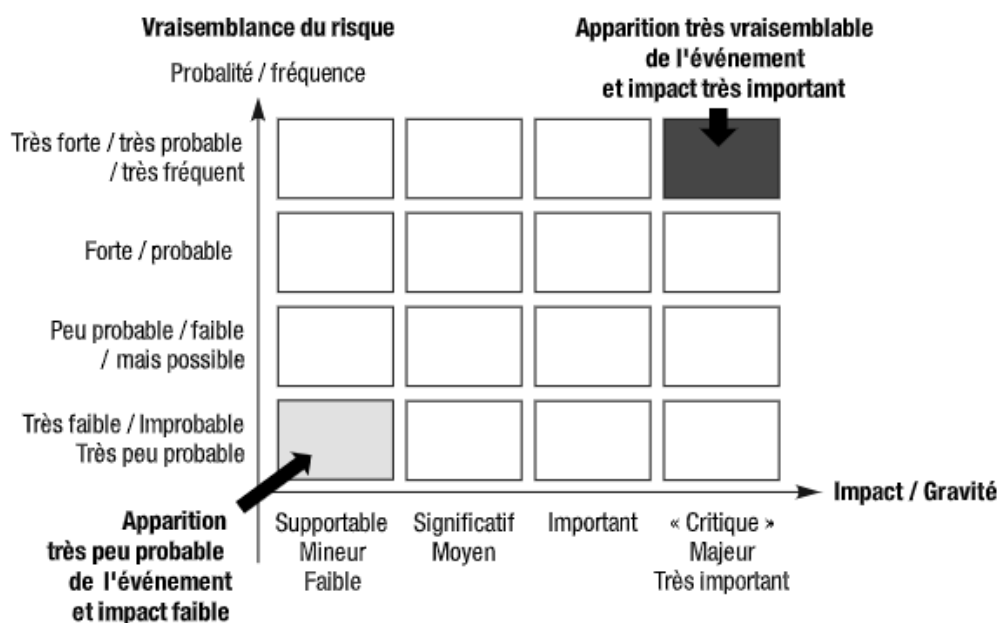 Vraisemblance du risque
Probalité / fréquence
Apparition très vraisemblable
de l'événement
et impact très important
Très forte / très probable
/ très fréquent
Forte / probable
Peu probable / faible
/ mais possible
Très faible / Improbable
Très peu probable
Impact / Gravité
Apparition
très peu probable
de l'événement
et impact faible
Supportable
Mineur
Faible
Significatif
Moyen
Important
« Critique »
Majeur
Très important